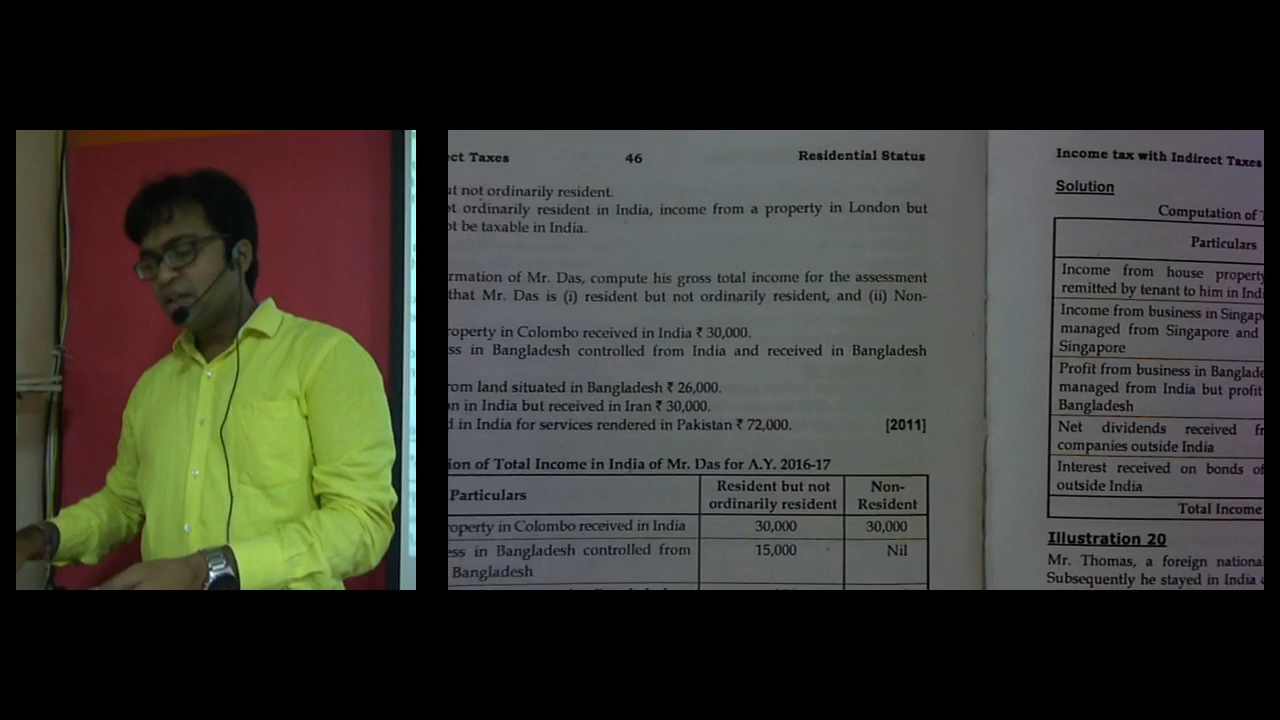 ct Taxes 46 Residential Status
ut not ordinarily resident.
ot ordinarily resident in India, income from a property in London but
ot be taxable in India.
rmation of Mr. Das, compute his gross total income for the assessment
that Mr. Das is (i) resident but not ordinarily resident, and (ii) Non-
roperty in Colombo received in India ₹ 30,000.
ss in Bangladesh controlled from India and received in Bangladesh
om land situated in Bangladesh ₹ 26,000.
n in India but received in Iran ₹ 30,000.
d in India for services rendered in Pakistan ₹ 72,000. [2011]
ion of Total Income in India of Mr. Das for A.Y. 2016-17
Particulars
Resident but not
ordinarily resident
Non-
Resident
roperty in Colombo received in India 30,000 30,000
ess in Bangladesh controlled from 15,000 Nil
Bangladesh
Income tax with Indirect Taxes
Solution
Computation of T
Particulars
Income from house property
remitted by tenant to him in Ind
Income from business in Singap
managed from Singapore and
Singapore
Profit from business in Banglade
managed from India but profit
Bangladesh
Net dividends received fr
companies outside India
Interest received on bonds of
outside India
Total Income
Illustration 20
Mr. Thomas, a foreign national
Subsequently he stayed in India